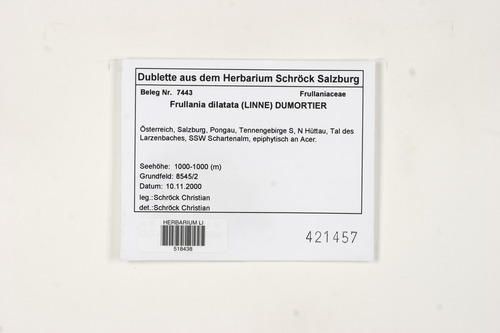 Dublette aus dem Herbarium Schröck Salzburg
Beleg Nr. 7443 Frullaniaceae
Frullania dilatata (LINNE) DUMORTIER
Österreich, Salzburg, Pongau, Tennengebirge S, N Hüttau, Tal des
Larzenbaches, SSW Schartenalm, epiphytisch an Acer.
Seehöhe: 1000-1000 (m)
Grundfeld: 8545/2
Datum: 10.11.2000
leg.:Schröck Christian
det.:Schröck Christian
HERBARIUM LI
518438
421457